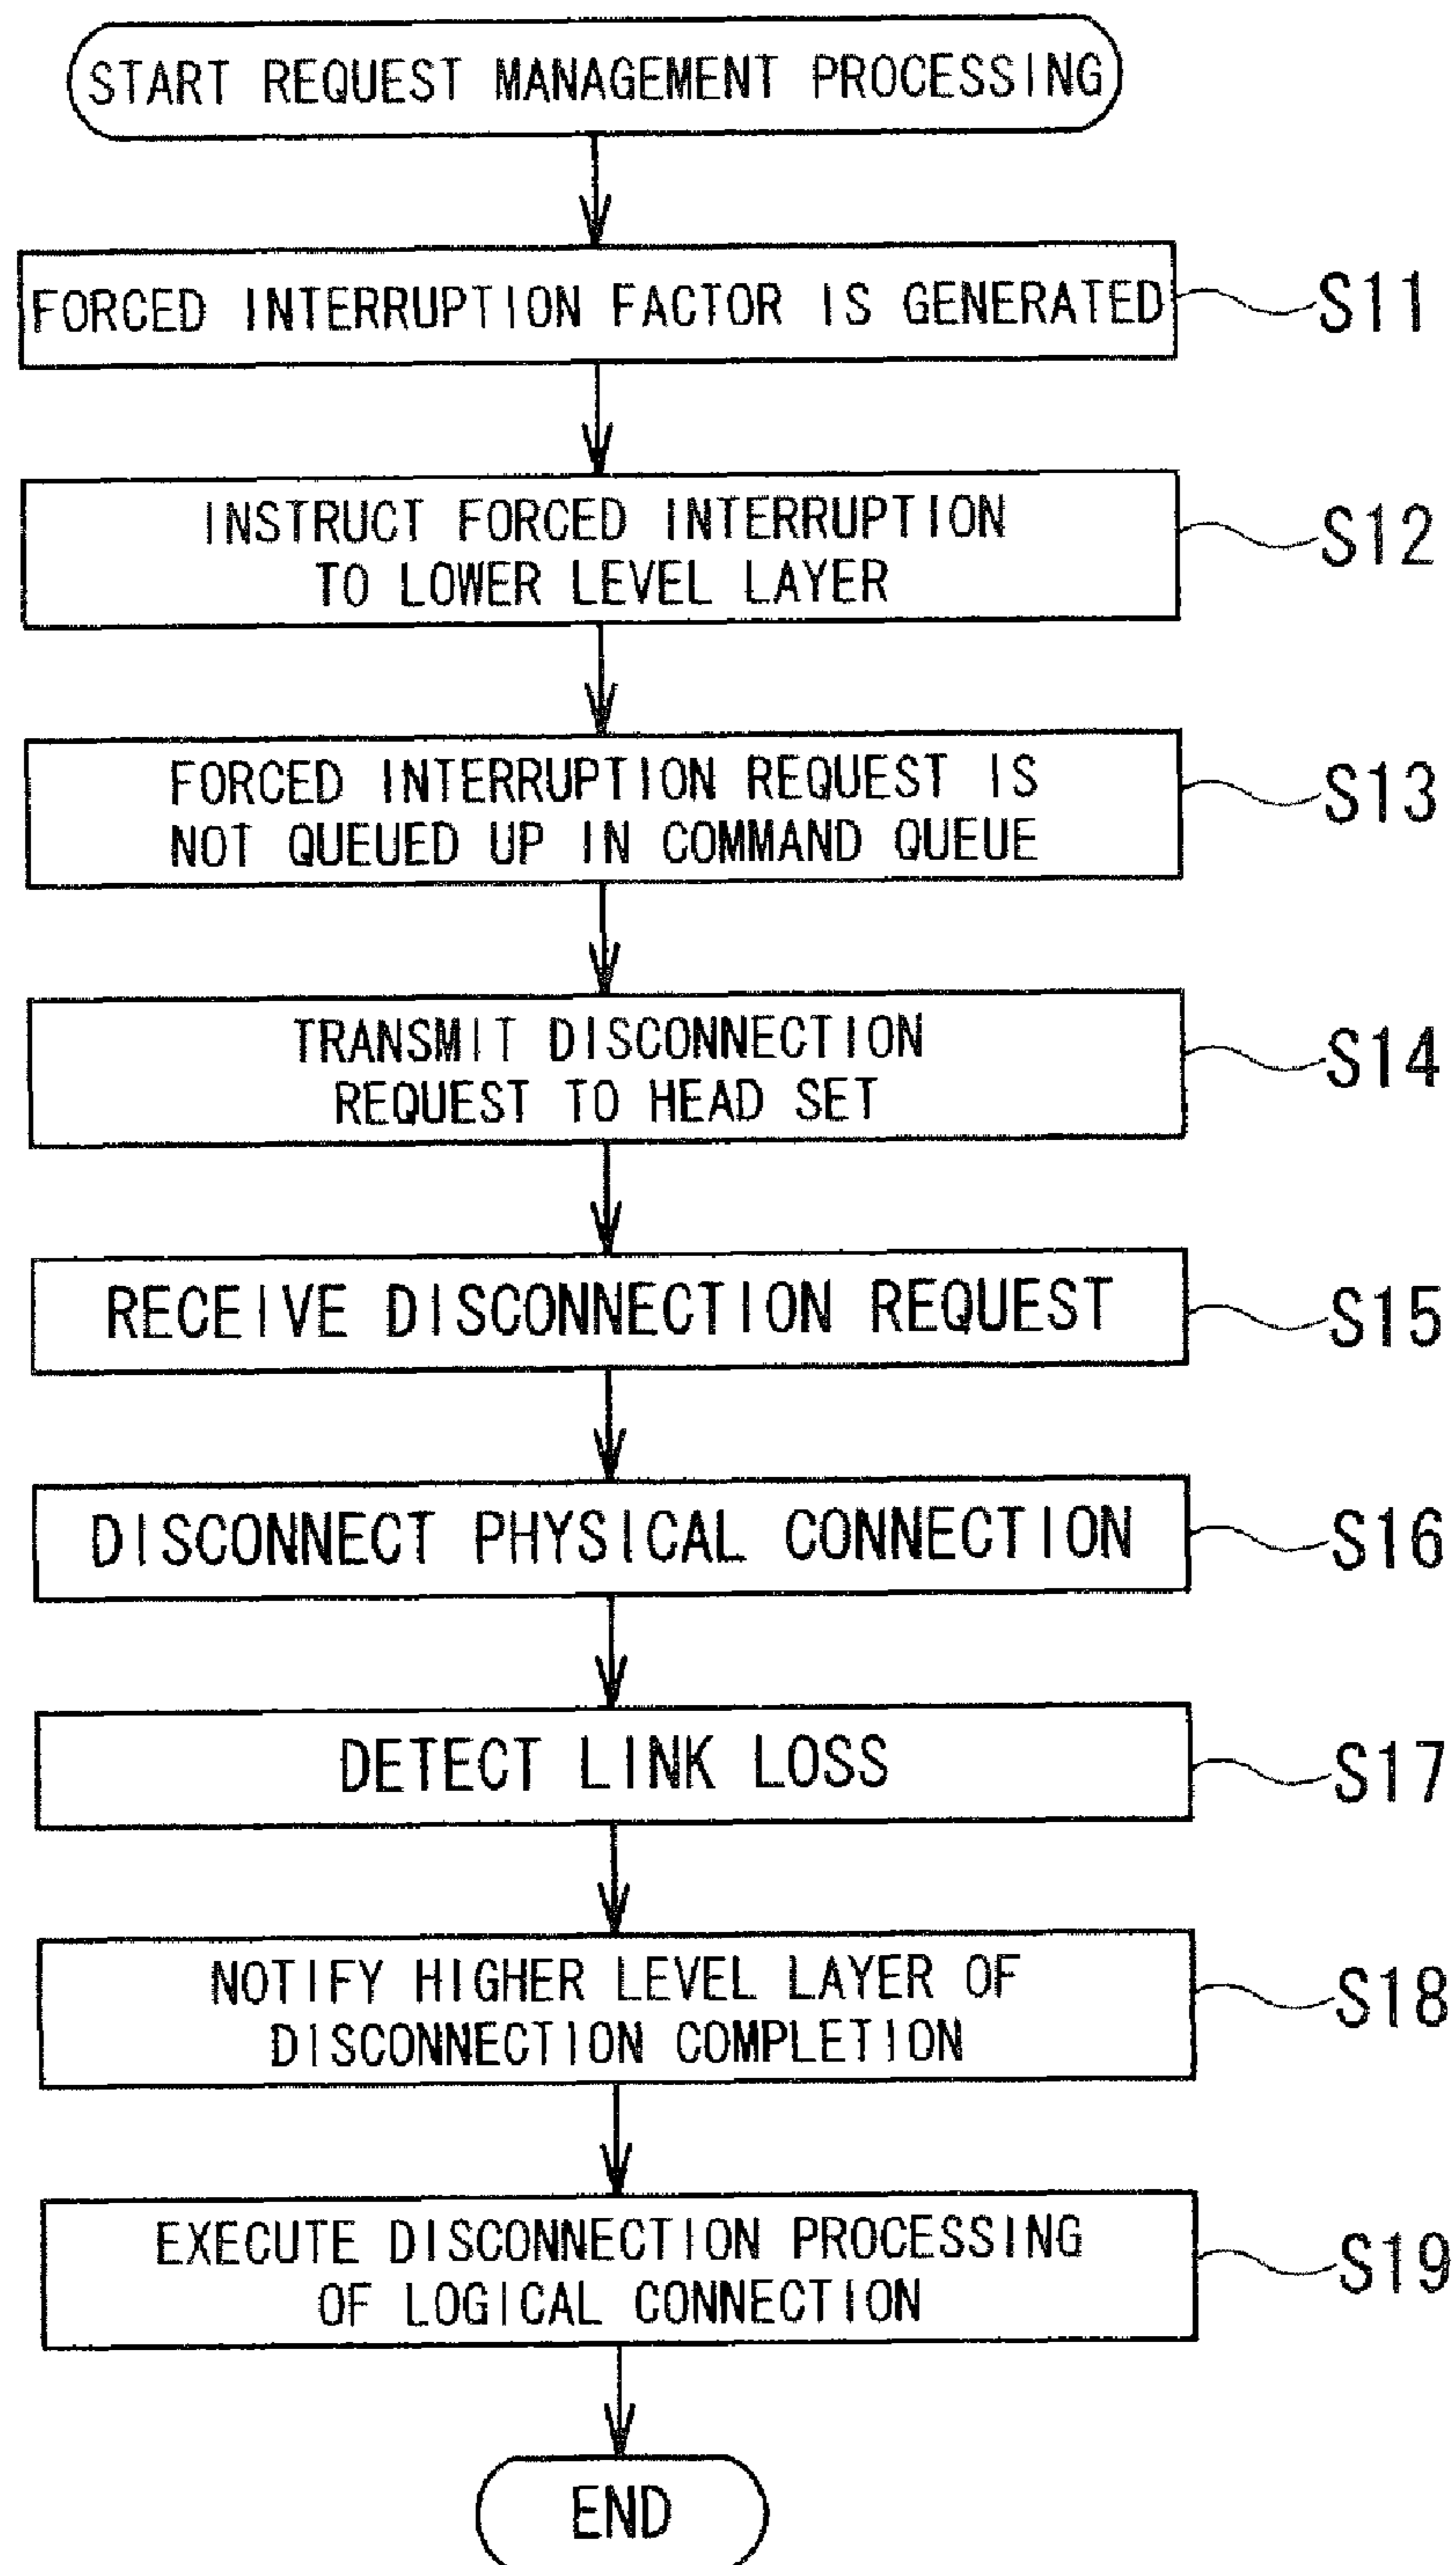 START REQUEST MANAGEMENT PROCESSING
FORCED INTERRUPTION FACTOR IS GENERATED
S11
INSTRUCT FORCED INTERRUPTION
TO LOWER LEVEL LAYER
S12
FORCED INTERRUPTION REQUEST IS
NOT QUEUED UP IN COMMAND QUEUE
S13
TRANSMIT DISCONNECTION
REQUEST TO HEAD SET
S14
RECEIVE DISCONNECTION REQUEST
S15
DISCONNECT PHYSICAL CONNECTION
S16
DETECT LINK LOSS
S17
NOTIFY HIGHER LEVEL LAYER OF
DISCONNECTION COMPLETION
S18
EXECUTE DISCONNECTION PROCESSING
OF LOGICAL CONNECTION
S19
END